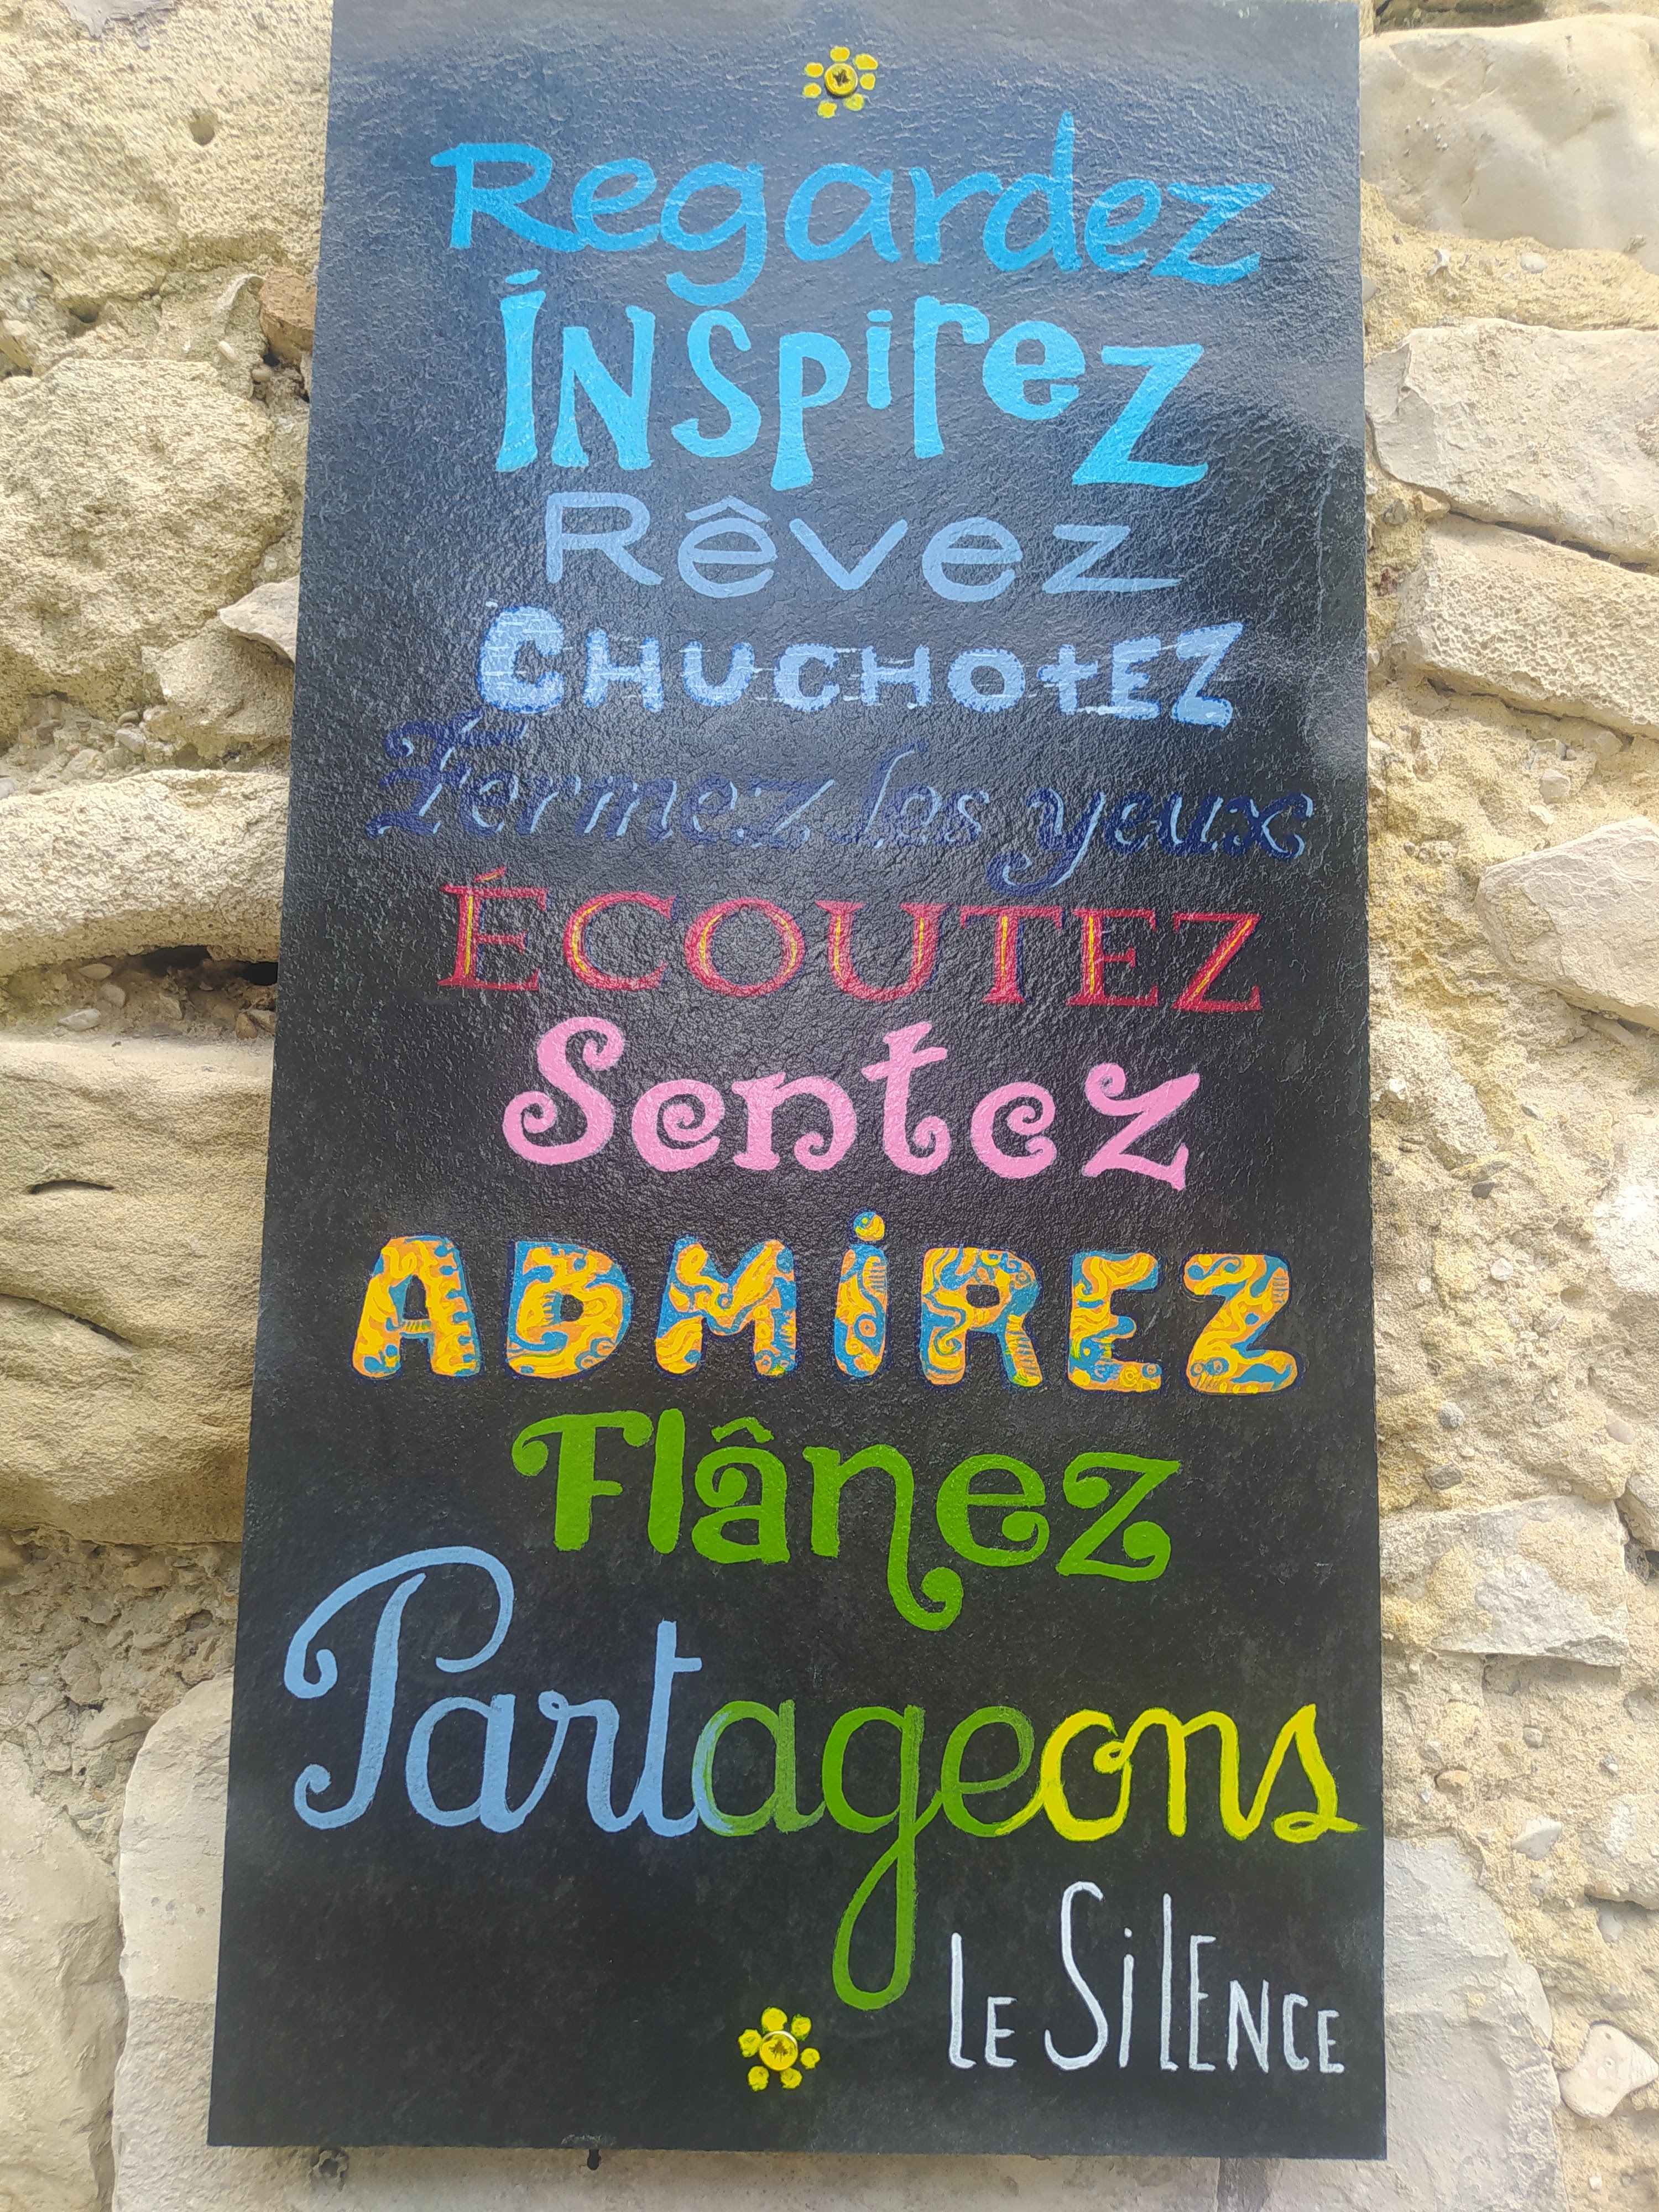 Regardez
INSPIREZ
Rêvez
CHUCHOTEZ
Fermez les yeux
ÉCOUTEZ
Sentez
ADMIREZ
Flânez
Partageons
LE SILENCE